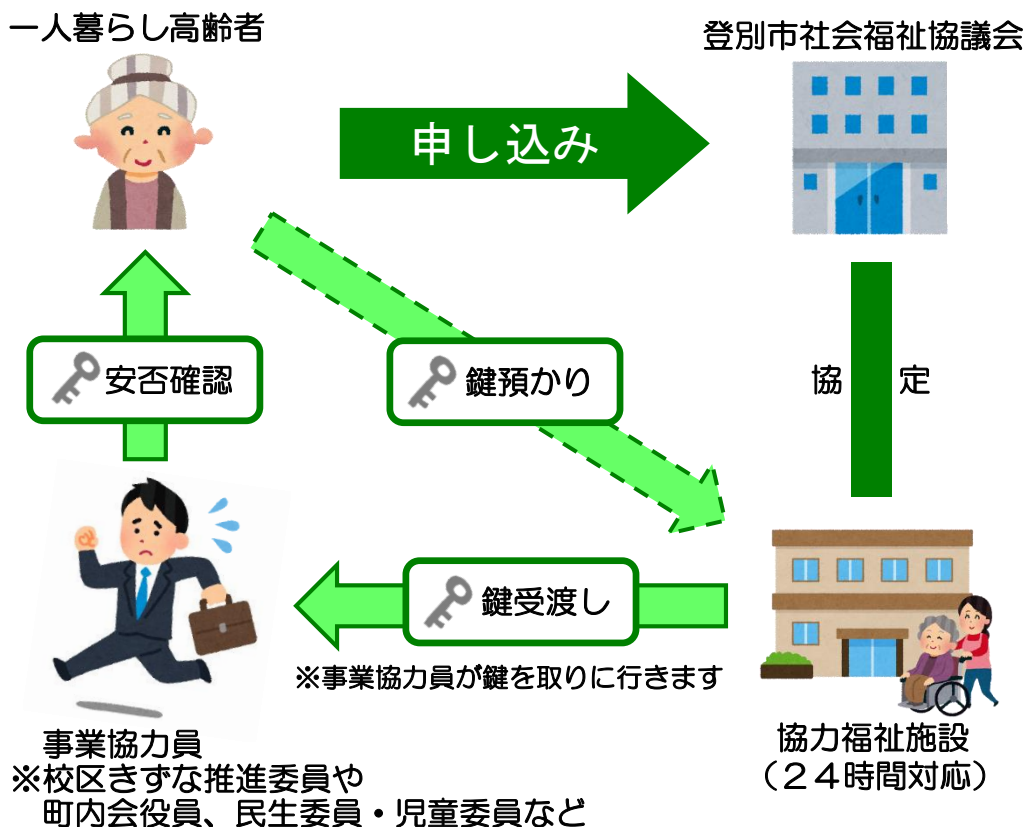 一人暮らし高齢者
登別市社会福祉協議会
申し込み
安否確認
鍵預かり
協定
鍵受渡し
※事業協力員が鍵を取りに行きます
事業協力員
※校区きずな推進委員や
町内会役員、民生委員・児童委員など
協力福祉施設
（２４時間対応）